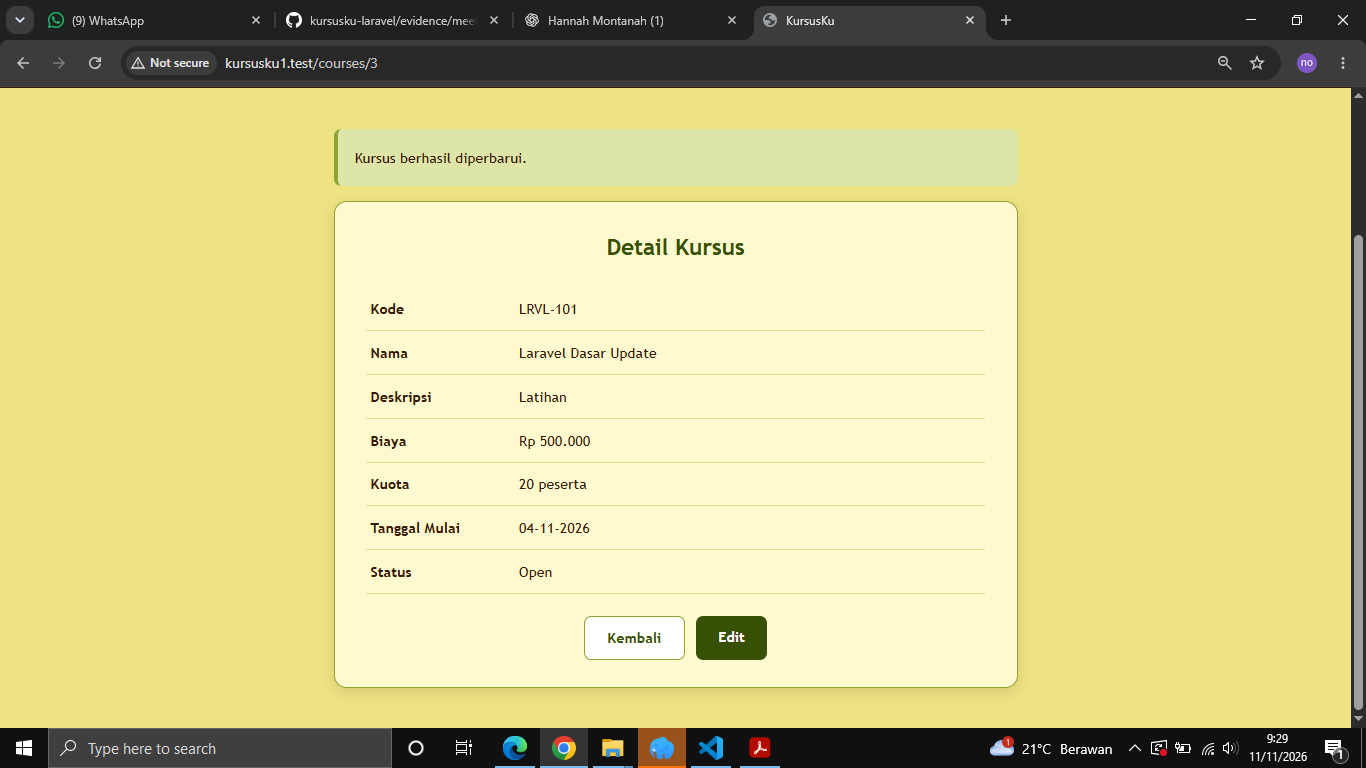 (9) WhatsApp
kursusku-laravel/evidence/mee
Hannah Montanah (1)
KursusKu
Not secure
kursusku1.test/courses/3
no
Kursus berhasil diperbarui.
Detail Kursus
Kode LRVL-101
Nama Laravel Dasar Update
Deskripsi Latihan
Biaya Rp 500.000
Kuota 20 peserta
Tanggal Mulai 04-11-2026
Status Open
Kembali Edit
Type here to search
1
21°C Berawan
9:29
11/11/2026
1